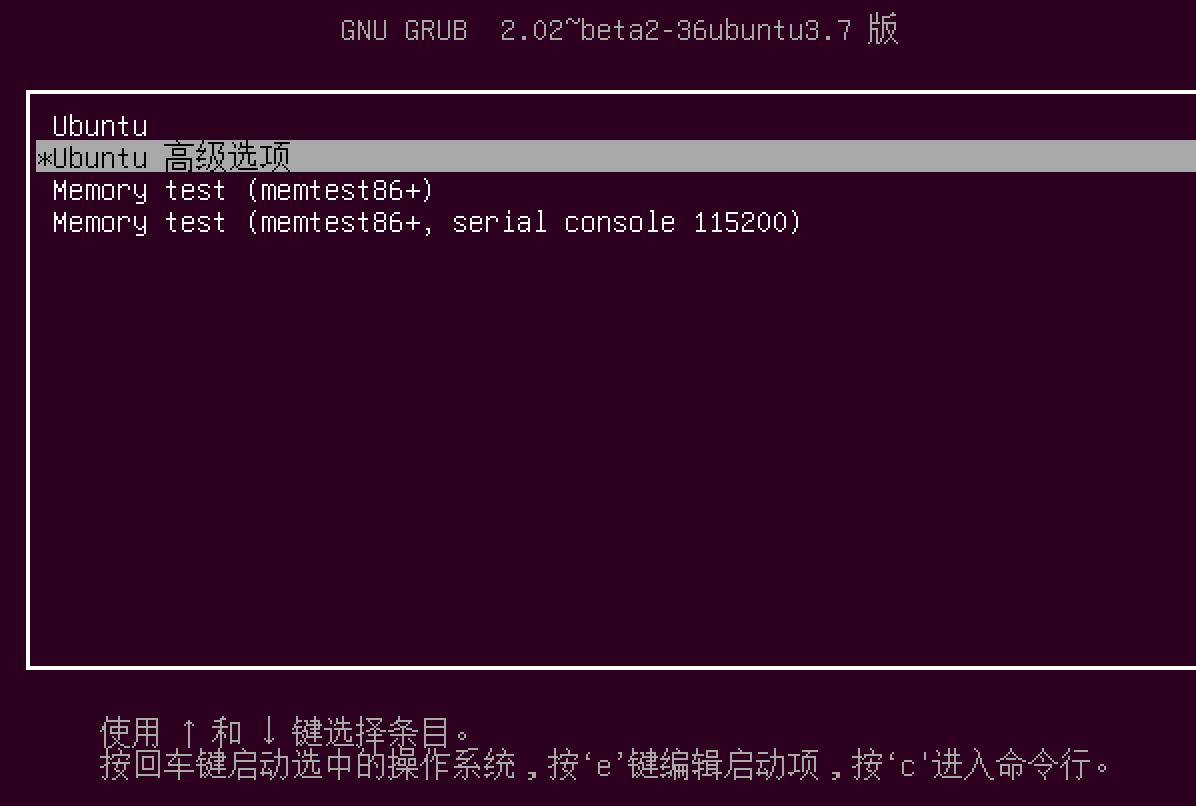 GNU GRUB  2.02~beta2-36ubuntu3.7 版
Ubuntu
*Ubuntu 高级选项
Memory test (memtest86+)
Memory test (memtest86+, serial console 115200)
使用 ↑ 和 ↓ 键选择条目。
按回车键启动选中的操作系统，按‘e’键编辑启动项，按‘c'进入命令行。